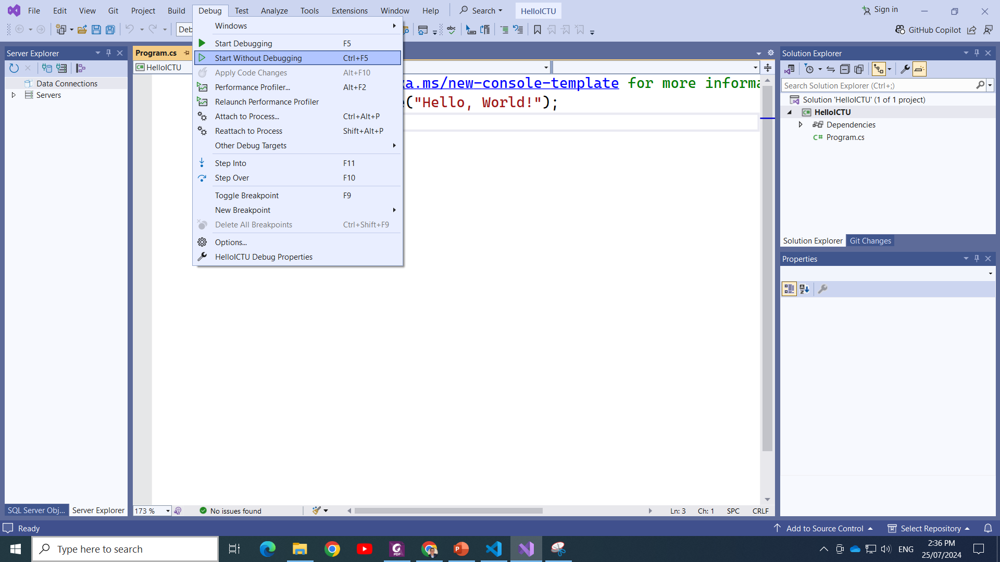 File Edit View Git Project Build Debug Test Analyze Tools Extensions Window Help Search HelloICTU Sign in
Deb
GitHub Copilot
Windows
Start Debugging F5
Start Without Debugging Ctrl+F5
Apply Code Changes Alt+F10
Performance Profiler... Alt+F2
Relaunch Performance Profiler
Attach to Process... Ctrl+Alt+P
Reattach to Process Shift+Alt+P
Other Debug Targets
Step Into F11
Step Over F10
Toggle Breakpoint F9
New Breakpoint
Delete All Breakpoints Ctrl+Shift+F9
Options...
HelloICTU Debug Properties
Server Explorer
Data Connections
Servers
SQL Server Obj... Server Explorer
Program.cs
HelloICTU
a.ms/new-console-template for more informa
e("Hello, World!");
173 % No issues found Ln: 3 Ch: 1 SPC CRLF
Solution Explorer
Search Solution Explorer (Ctrl+;)
Solution 'HelloICTU' (1 of 1 project)
HelloICTU
Dependencies
Program.cs
Solution Explorer Git Changes
Properties
Ready Add to Source Control Select Repository
Type here to search
PDF
ENG
2:36 PM
25/07/2024